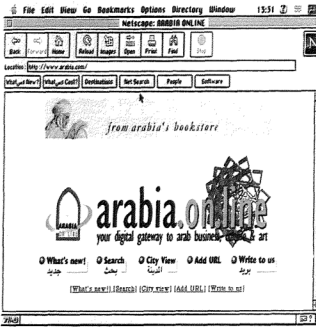 File Edit View Go Bookmarks Options Directory Window 13:31
Netscape: ARABIA ONLINE
Back Forward Home Reload Images Open Print Find Stop
Location: http://www.arabia.com/
What's New? What's Cool? Destinations Net Search People Software
from arabia's bookstore
ARABIA
arabia.online
your digital gateway to arab business, & art
What's new! Search City View Add URL Write to us
جديد بحث المدينة بريد
[What's new!] [Search] [City view] [Add URL] [Write to us]